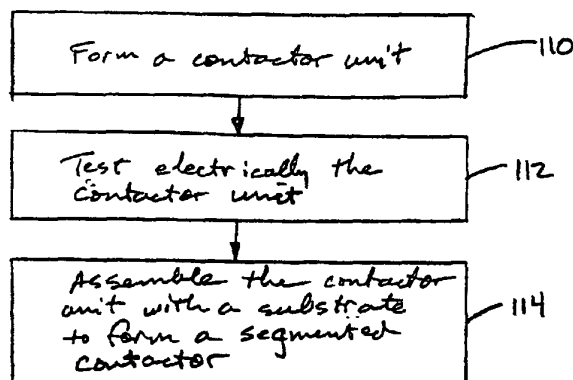 Form a contactor unit
110
Test electrically the
contactor unit
112
Assemble the contactor
unit with a substrate
to form a segmented
contactor
114